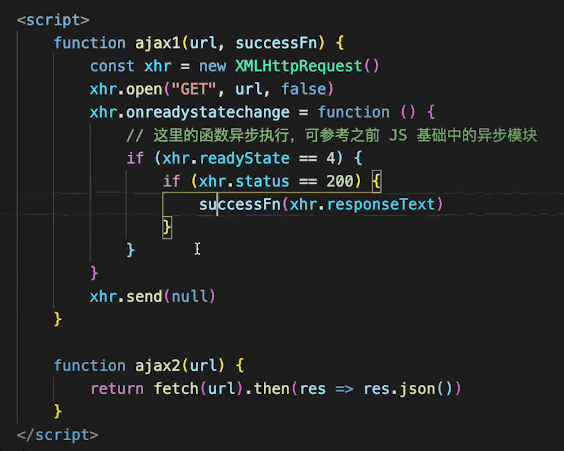 <script>
function ajax1(url, successFn) {
const xhr = new XMLHttpRequest()
xhr.open("GET", url, false)
xhr.onreadystatechange = function () {
// 这里的函数异步执行，可参考之前 JS 基础中的异步模块
if (xhr.readyState == 4) {
if (xhr.status == 200) {
successFn(xhr.responseText)
}
}
}
xhr.send(null)
}
function ajax2(url) {
return fetch(url).then(res => res.json())
}
</script>